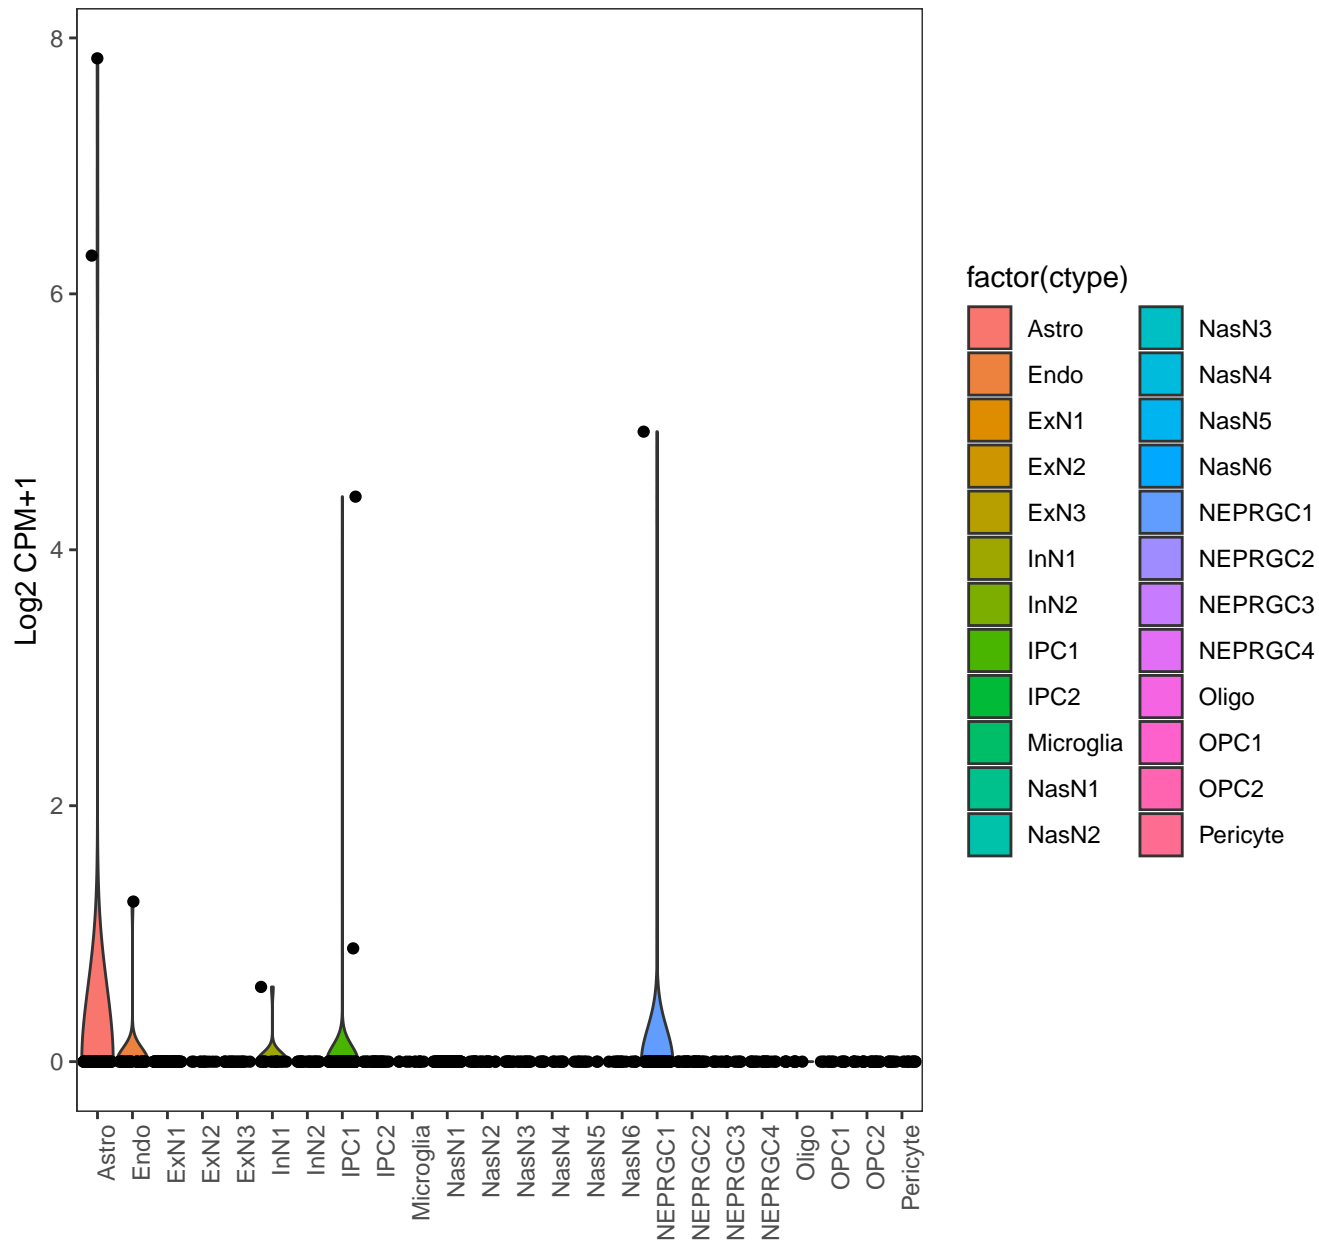 8
6
4
2
0
Log2 CPM+1
Astro
Endo
ExN1
ExN2
ExN3
InN1
InN2
IPC1
IPC2
Microglia
NasN1
NasN2
NasN3
NasN4
NasN5
NasN6
NEPRGC1
NEPRGC2
NEPRGC3
NEPRGC4
Oligo
OPC1
OPC2
Pericyte
factor(ctype)
Astro
Endo
ExN1
ExN2
ExN3
InN1
InN2
IPC1
IPC2
Microglia
NasN1
NasN2
NasN3
NasN4
NasN5
NasN6
NEPRGC1
NEPRGC2
NEPRGC3
NEPRGC4
Oligo
OPC1
OPC2
Pericyte